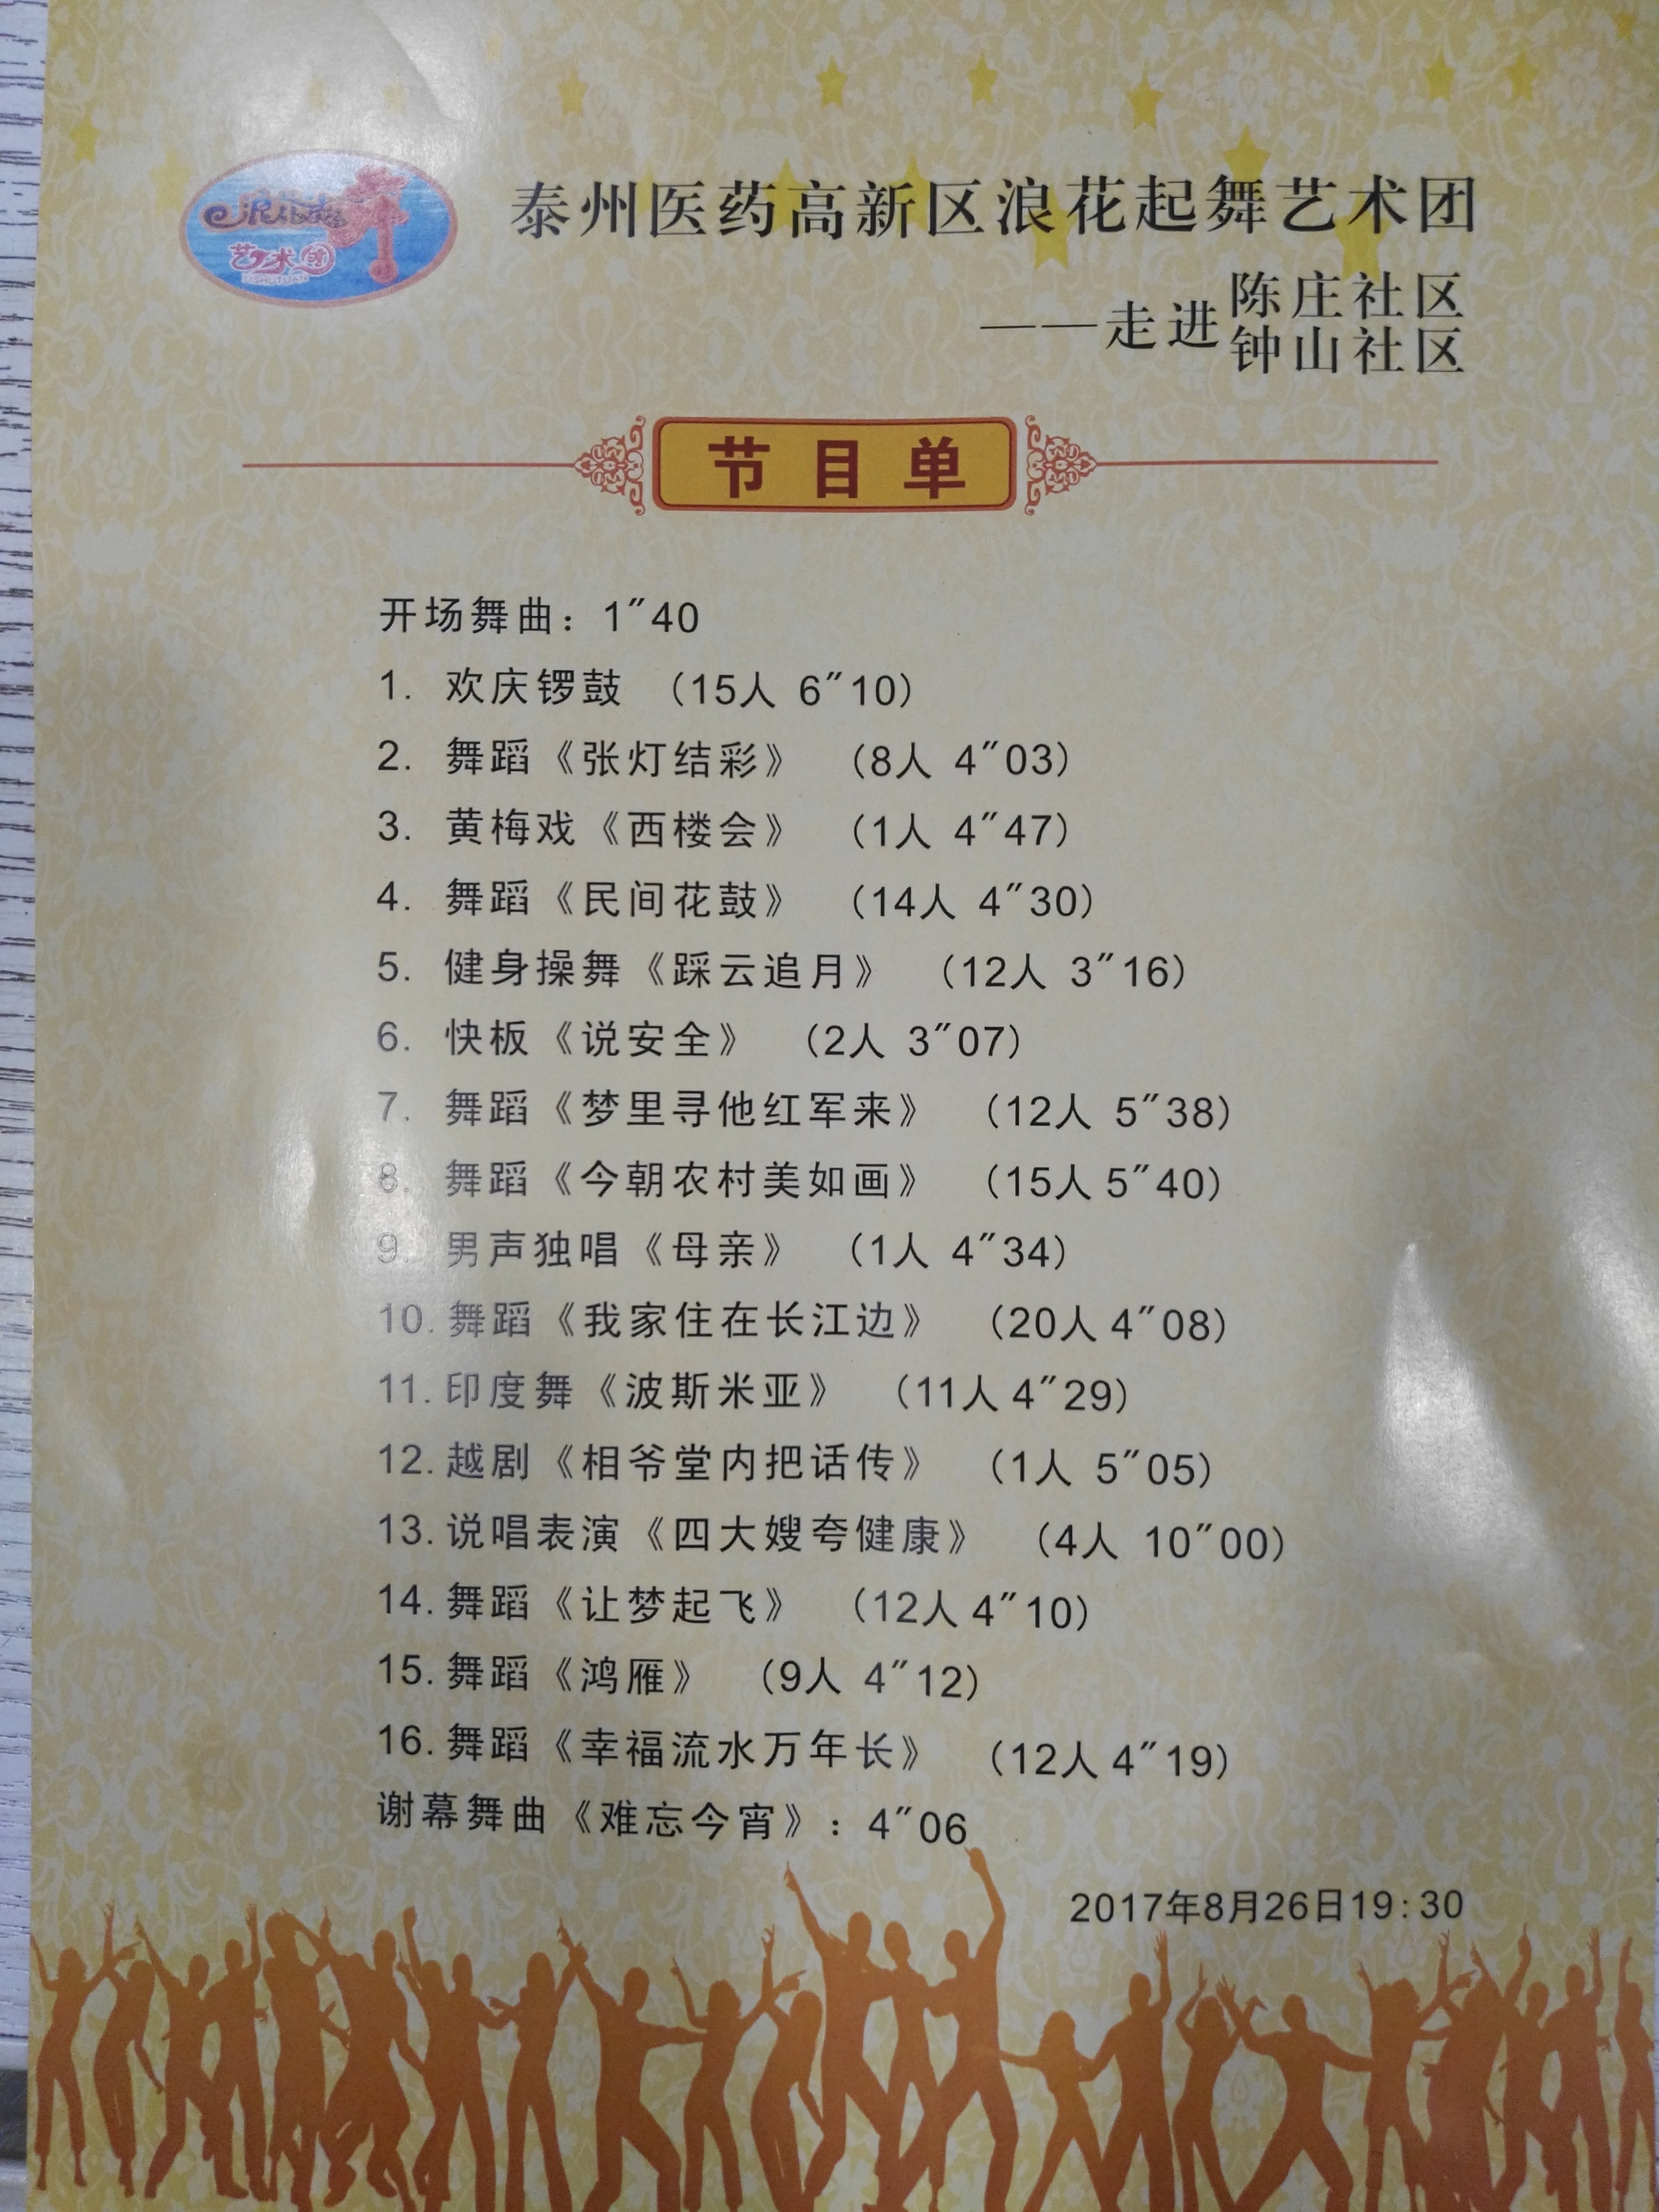 浪花起舞
艺术团
YISHUTUAN
泰州医药高新区浪花起舞艺术团
——走进陈庄社区
钟山社区
节目单
开场舞曲：1″40
1. 欢庆锣鼓 （15人 6″10）
2. 舞蹈《张灯结彩》 （8人 4″03）
3. 黄梅戏《西楼会》 （1人 4″47）
4. 舞蹈《民间花鼓》 （14人 4″30）
5. 健身操舞《踩云追月》 （12人 3″16）
6. 快板《说安全》 （2人 3″07）
7. 舞蹈《梦里寻他红军来》 （12人 5″38）
8. 舞蹈《今朝农村美如画》 （15人 5″40）
9. 男声独唱《母亲》 （1人 4″34）
10. 舞蹈《我家住在长江边》 （20人 4″08）
11. 印度舞《波斯米亚》 （11人 4″29）
12. 越剧《相爷堂内把话传》 （1人 5″05）
13. 说唱表演《四大嫂夸健康》 （4人 10″00）
14. 舞蹈《让梦起飞》 （12人 4″10）
15. 舞蹈《鸿雁》 （9人 4″12）
16. 舞蹈《幸福流水万年长》 （12人 4″19）
谢幕舞曲《难忘今宵》：4″06
2017年8月26日19:30